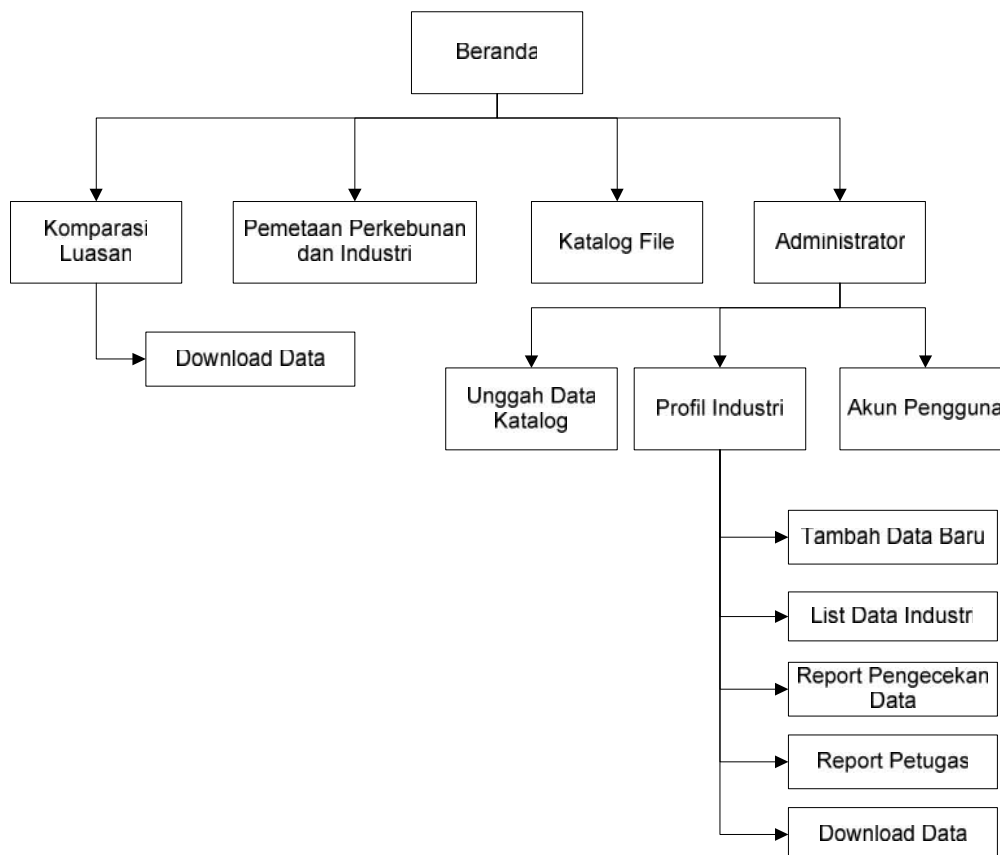 Beranda
Komparasi
Luasan
Pemetaan Perkebunan
dan Industri
Katalog File
Administrator
Download Data
Unggah Data
Katalog
Profil Industri
Akun Pengguna
Tambah Data Baru
List Data Industri
Report Pengecekan
Data
Report Petugas
Download Data